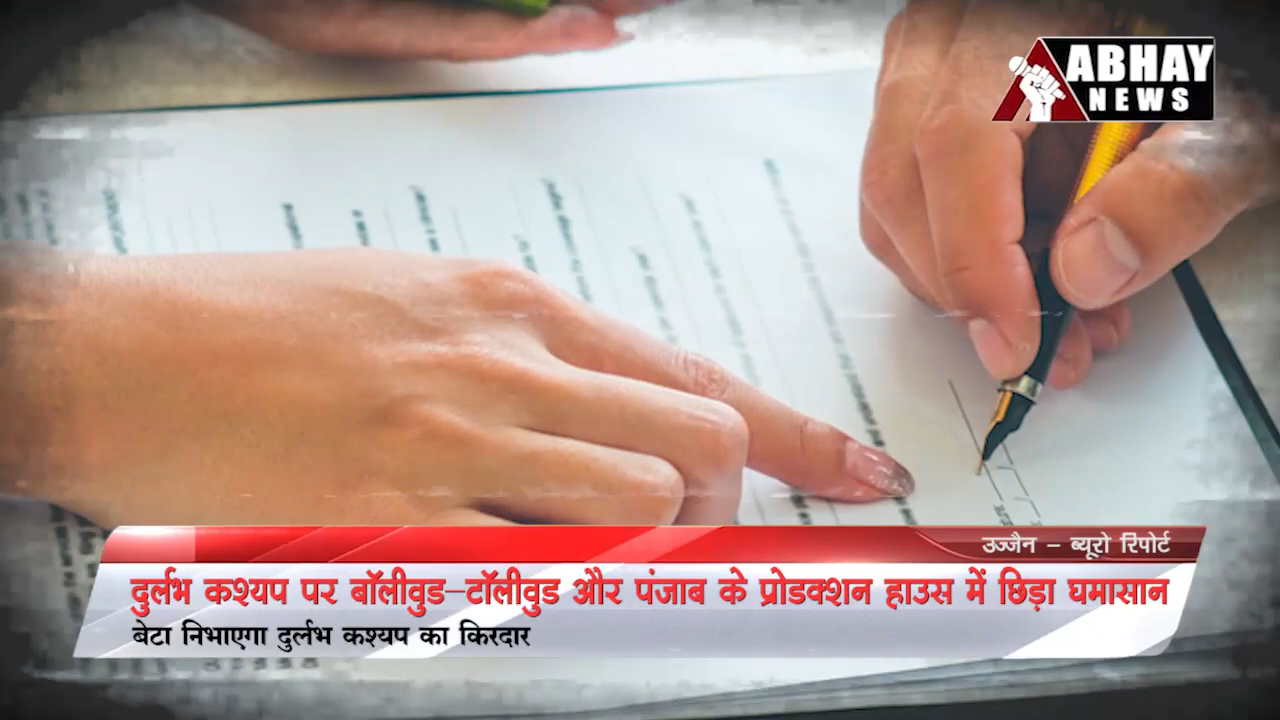 ABHAY
NEWS
उज्जैन – ब्यूरो रिपोर्ट
दुर्लभ कश्यप पर बॉलीवुड-टॉलीवुड और पंजाब के प्रोडक्शन हाउस में छिड़ा घमासान
बेटा निभाएगा दुर्लभ कश्यप का किरदार